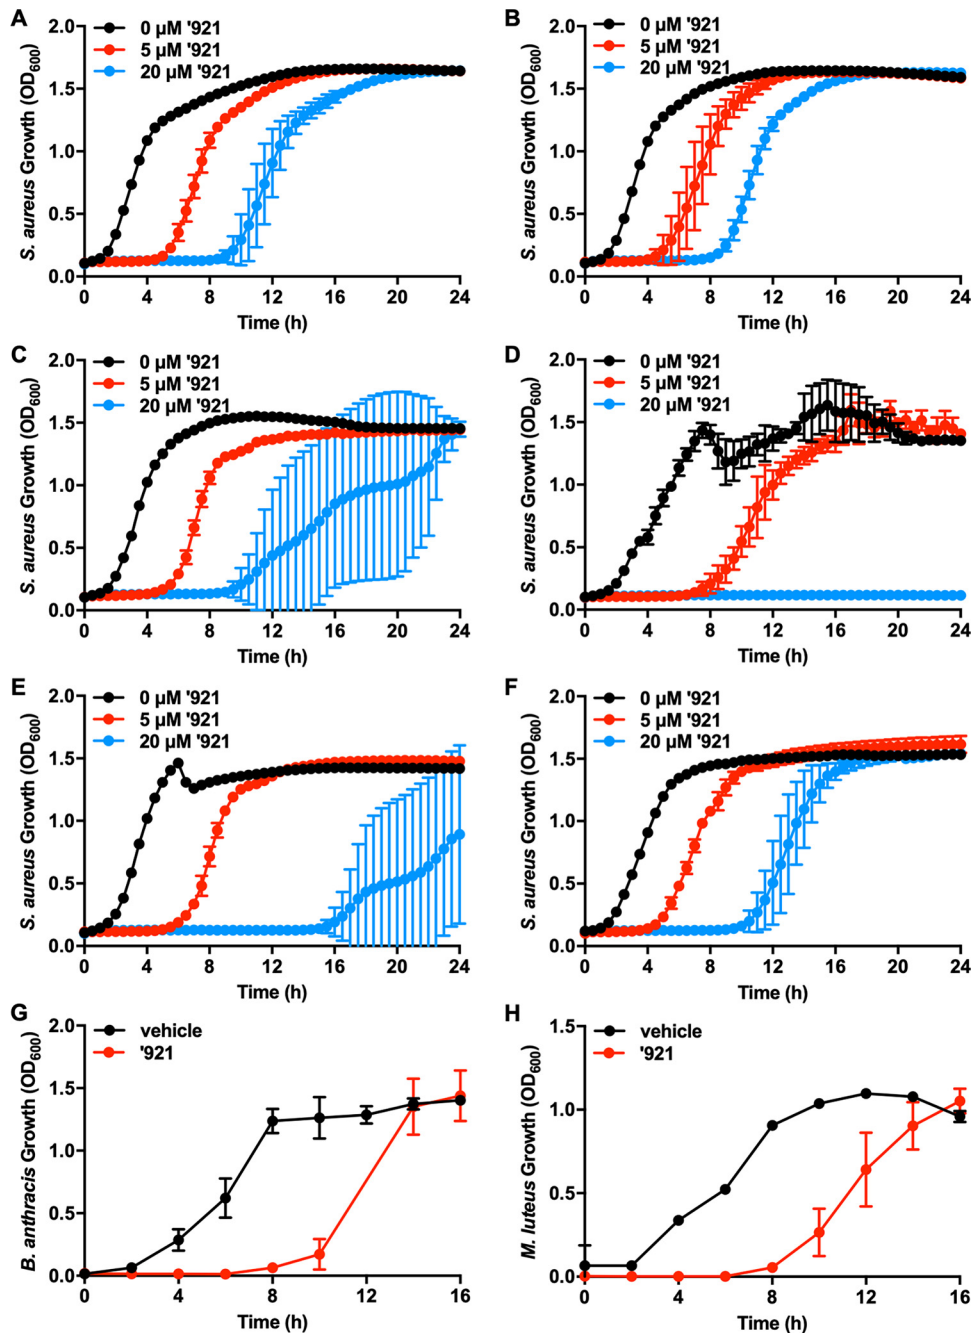 A
0 µM '921
5 µM '921
20 µM '921
S. aureus Growth (OD600)
2.0
1.5
1.0
0.5
0.0
0 4 8 12 16 20 24
Time (h)
B
0 µM '921
5 µM '921
20 µM '921
S. aureus Growth (OD600)
2.0
1.5
1.0
0.5
0.0
0 4 8 12 16 20 24
Time (h)
C
0 µM '921
5 µM '921
20 µM '921
S. aureus Growth (OD600)
2.0
1.5
1.0
0.5
0.0
0 4 8 12 16 20 24
Time (h)
D
0 µM '921
5 µM '921
20 µM '921
S. aureus Growth (OD600)
2.0
1.5
1.0
0.5
0.0
0 4 8 12 16 20 24
Time (h)
E
0 µM '921
5 µM '921
20 µM '921
S. aureus Growth (OD600)
2.0
1.5
1.0
0.5
0.0
0 4 8 12 16 20 24
Time (h)
F
0 µM '921
5 µM '921
20 µM '921
S. aureus Growth (OD600)
2.0
1.5
1.0
0.5
0.0
0 4 8 12 16 20 24
Time (h)
G
vehicle
'921
B. anthracis Growth (OD600)
2.0
1.5
1.0
0.5
0.0
0 4 8 12 16
Time (h)
H
vehicle
'921
M. luteus Growth (OD600)
1.5
1.0
0.5
0.0
0 4 8 12 16
Time (h)